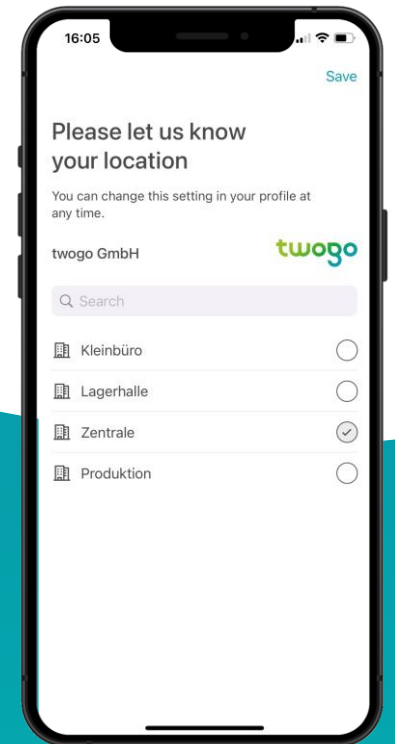 16:05
Save
Please let us know
your location
You can change this setting in your profile at
any time.
twogo GmbH
twogo
Search
Kleinbüro
Lagerhalle
Zentrale
Produktion